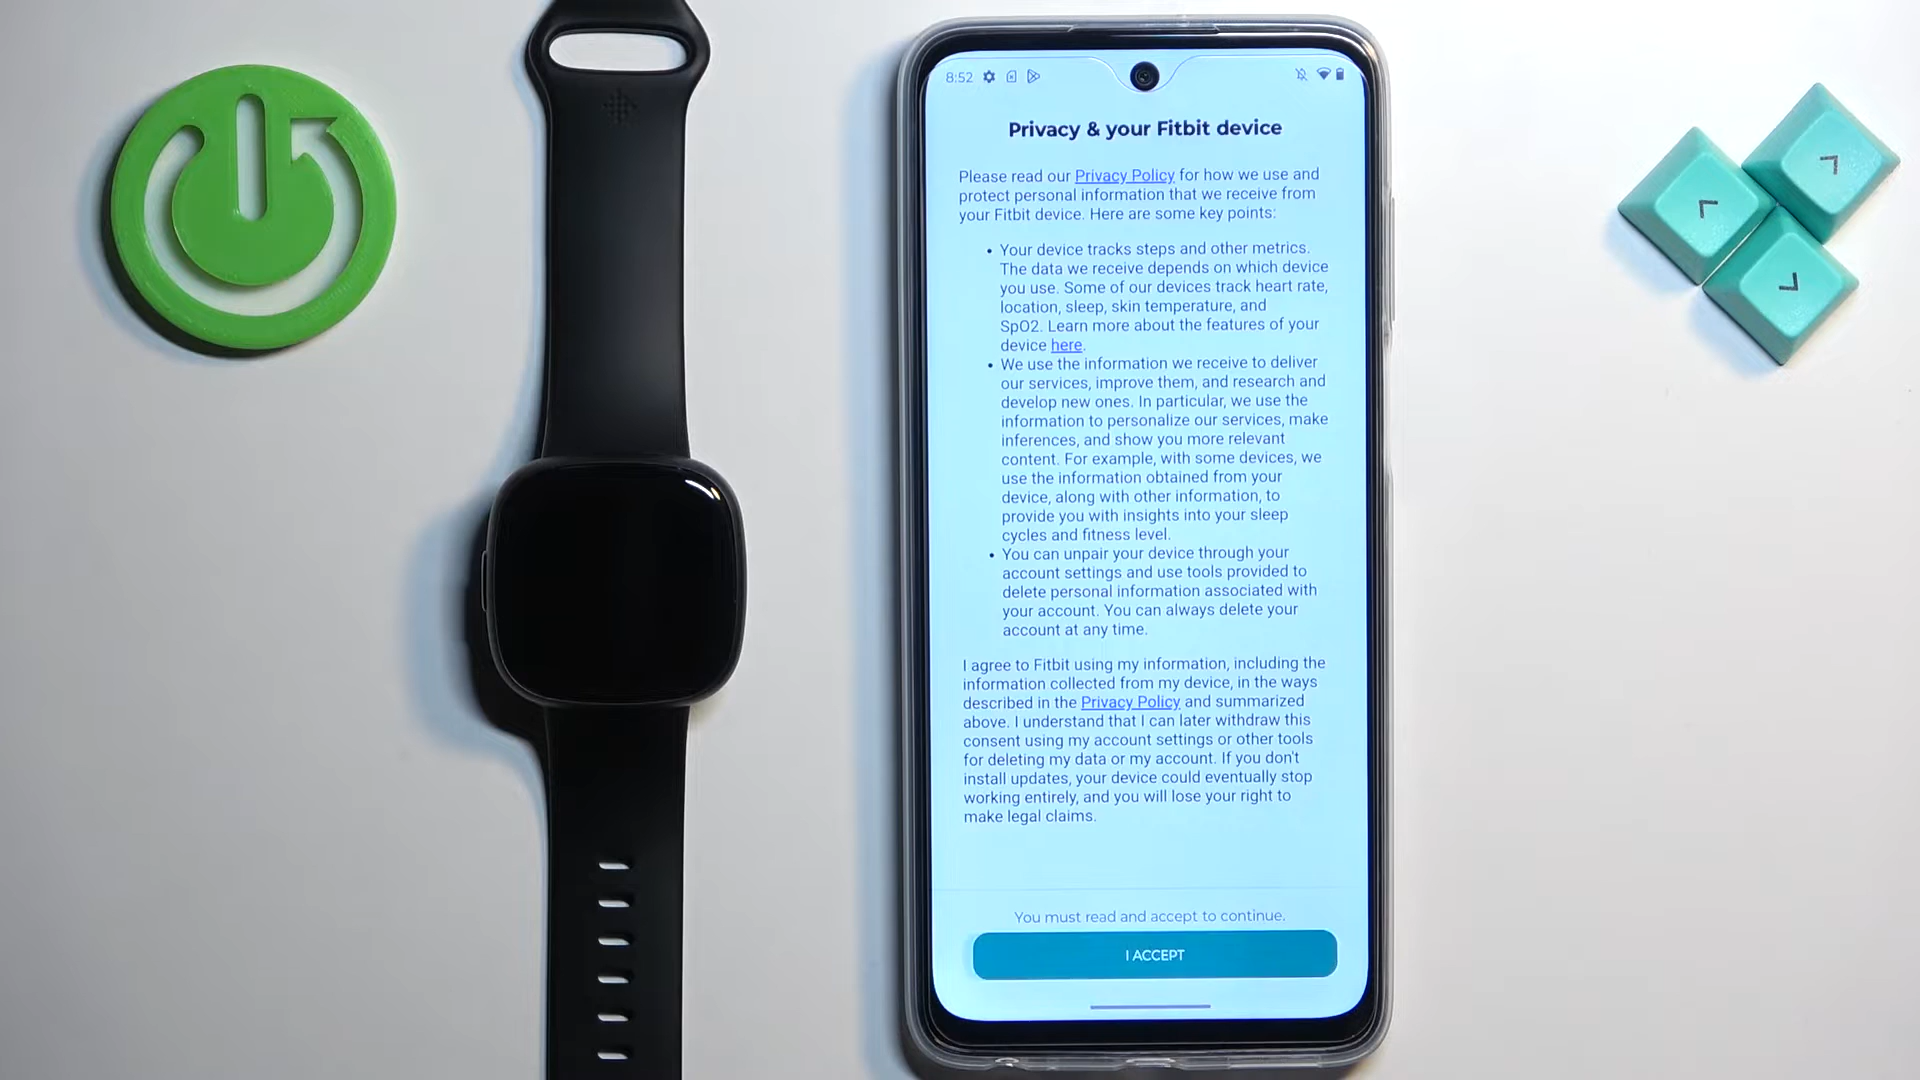 8:52
Privacy & your Fitbit device
Please read our Privacy Policy for how we use and
protect personal information that we receive from
your Fitbit device. Here are some key points:
• Your device tracks steps and other metrics.
The data we receive depends on which device
you use. Some of our devices track heart rate,
location, sleep, skin temperature, and
SpO2. Learn more about the features of your
device here.
• We use the information we receive to deliver
our services, improve them, and research and
develop new ones. In particular, we use the
information to personalize our services, make
inferences, and show you more relevant
content. For example, with some devices, we
use the information obtained from your
device, along with other information, to
provide you with insights into your sleep
cycles and fitness level.
• You can unpair your device through your
account settings and use tools provided to
delete personal information associated with
your account. You can always delete your
account at any time.
I agree to Fitbit using my information, including the
information collected from my device, in the ways
described in the Privacy Policy and summarized
above. I understand that I can later withdraw this
consent using my account settings or other tools
for deleting my data or my account. If you don't
install updates, your device could eventually stop
working entirely, and you will lose your right to
make legal claims.
You must read and accept to continue.
I ACCEPT